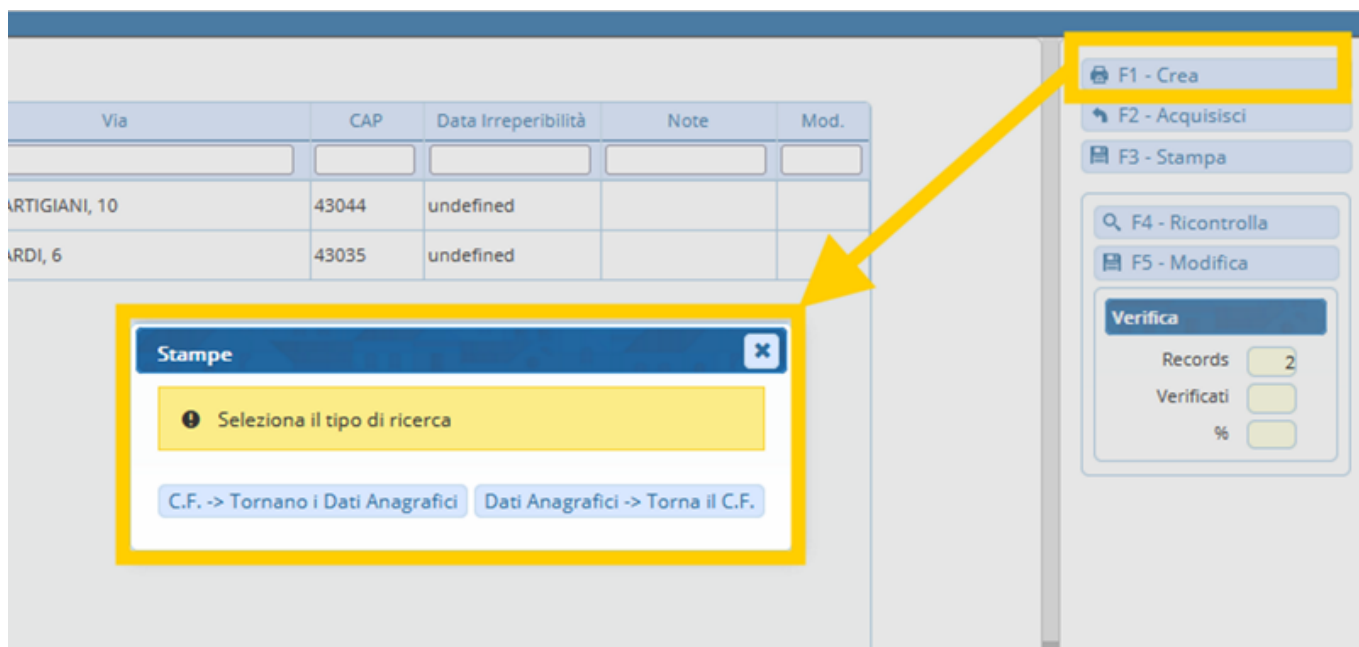 Via CAP Data Irreperibilità Note Mod.
ARTIGIANI, 10 43044 undefined
ARDI, 6 43035 undefined
Stampe
Seleziona il tipo di ricerca
C.F. -> Tornano i Dati Anagrafici Dati Anagrafici -> Torna il C.F.
F1 - Crea
F2 - Acquisisci
F3 - Stampa
F4 - Ricontrolla
F5 - Modifica
Verifica
Records 2
Verificati
%